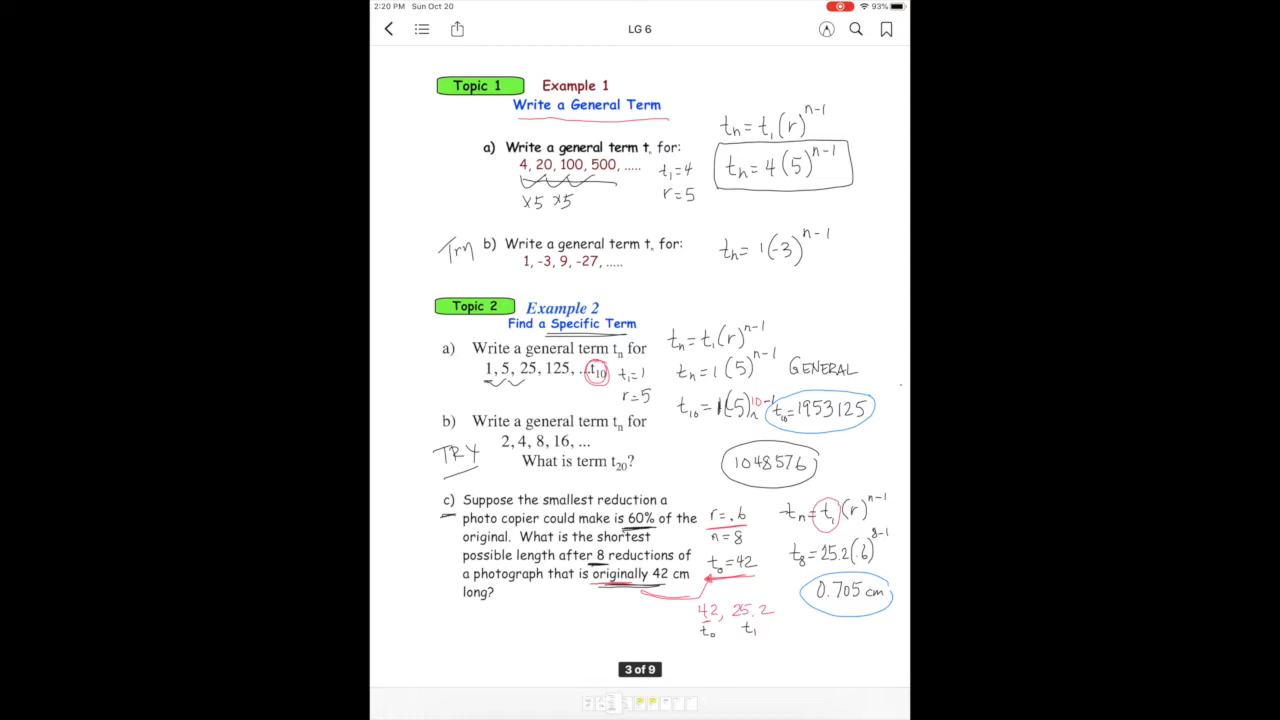 2:20 PM Sun Oct 20 93%
LG 6
Topic 1 Example 1
Write a General Term
tn = t1(r)^n-1
a) Write a general term tn for:
4, 20, 100, 500, .....
t1=4
tn = 4(5)^n-1
x5 x5
r=5
Try b) Write a general term tn for:
1, -3, 9, -27, .....
tn = 1(-3)^n-1
Topic 2 Example 2
Find a Specific Term
tn = t1(r)^n-1
a) Write a general term tn for
1, 5, 25, 125, ...t10
t1=1
tn = 1(5)^n-1 GENERAL
r=5
t10 = 1(5)^10-1 t10=1953125
b) Write a general term tn for
2, 4, 8, 16, ...
TRY
What is term t20?
1048576
c) Suppose the smallest reduction a
photo copier could make is 60% of the
original. What is the shortest
possible length after 8 reductions of
a photograph that is originally 42 cm
long?
r=.6
n=8
t0=42
42, 25.2
t0 t1
tn = t1(r)^n-1
t8 = 25.2(.6)^8-1
0.705 cm
3 of 9